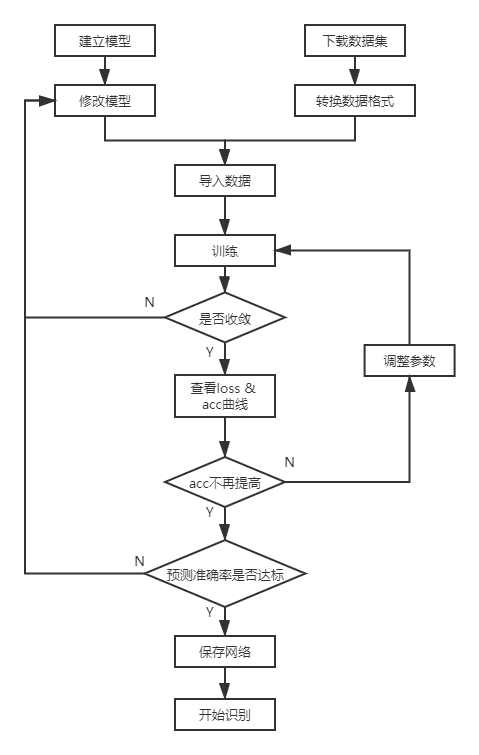 建立模型
下载数据集
修改模型
转换数据格式
导入数据
训练
N
是否收敛
Y
调整参数
查看loss &
acc曲线
N
acc不再提高
Y
N
预测准确率是否达标
Y
保存网络
开始识别